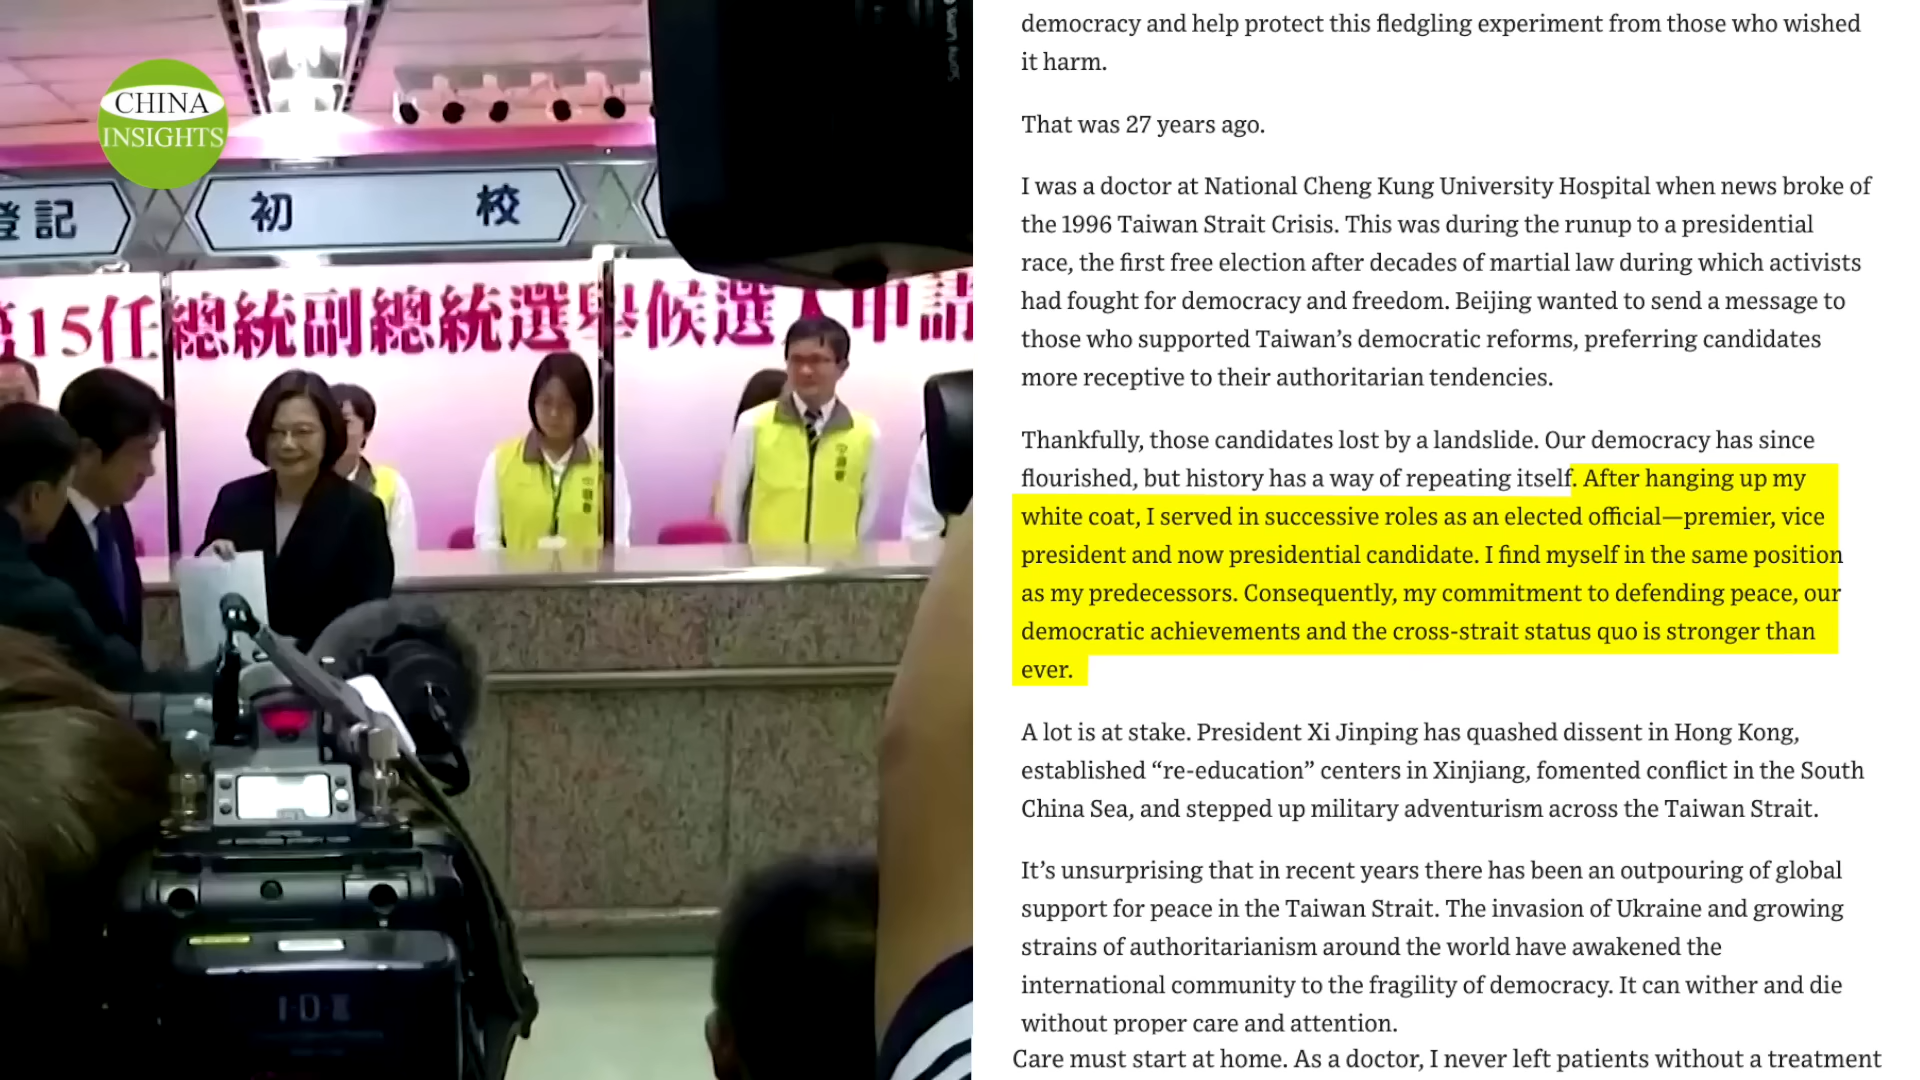 CHINA
INSIGHTS
登記
初 校
第15任總統副總統選舉候選人申請
democracy and help protect this fledgling experiment from those who wished
it harm.
That was 27 years ago.
I was a doctor at National Cheng Kung University Hospital when news broke of
the 1996 Taiwan Strait Crisis. This was during the runup to a presidential
race, the first free election after decades of martial law during which activists
had fought for democracy and freedom. Beijing wanted to send a message to
those who supported Taiwan’s democratic reforms, preferring candidates
more receptive to their authoritarian tendencies.
Thankfully, those candidates lost by a landslide. Our democracy has since
flourished, but history has a way of repeating itself. After hanging up my
white coat, I served in successive roles as an elected official—premier, vice
president and now presidential candidate. I find myself in the same position
as my predecessors. Consequently, my commitment to defending peace, our
democratic achievements and the cross-strait status quo is stronger than
ever.
A lot is at stake. President Xi Jinping has quashed dissent in Hong Kong,
established “re-education” centers in Xinjiang, fomented conflict in the South
China Sea, and stepped up military adventurism across the Taiwan Strait.
It’s unsurprising that in recent years there has been an outpouring of global
support for peace in the Taiwan Strait. The invasion of Ukraine and growing
strains of authoritarianism around the world have awakened the
international community to the fragility of democracy. It can wither and die
without proper care and attention.
Care must start at home. As a doctor, I never left patients without a treatment